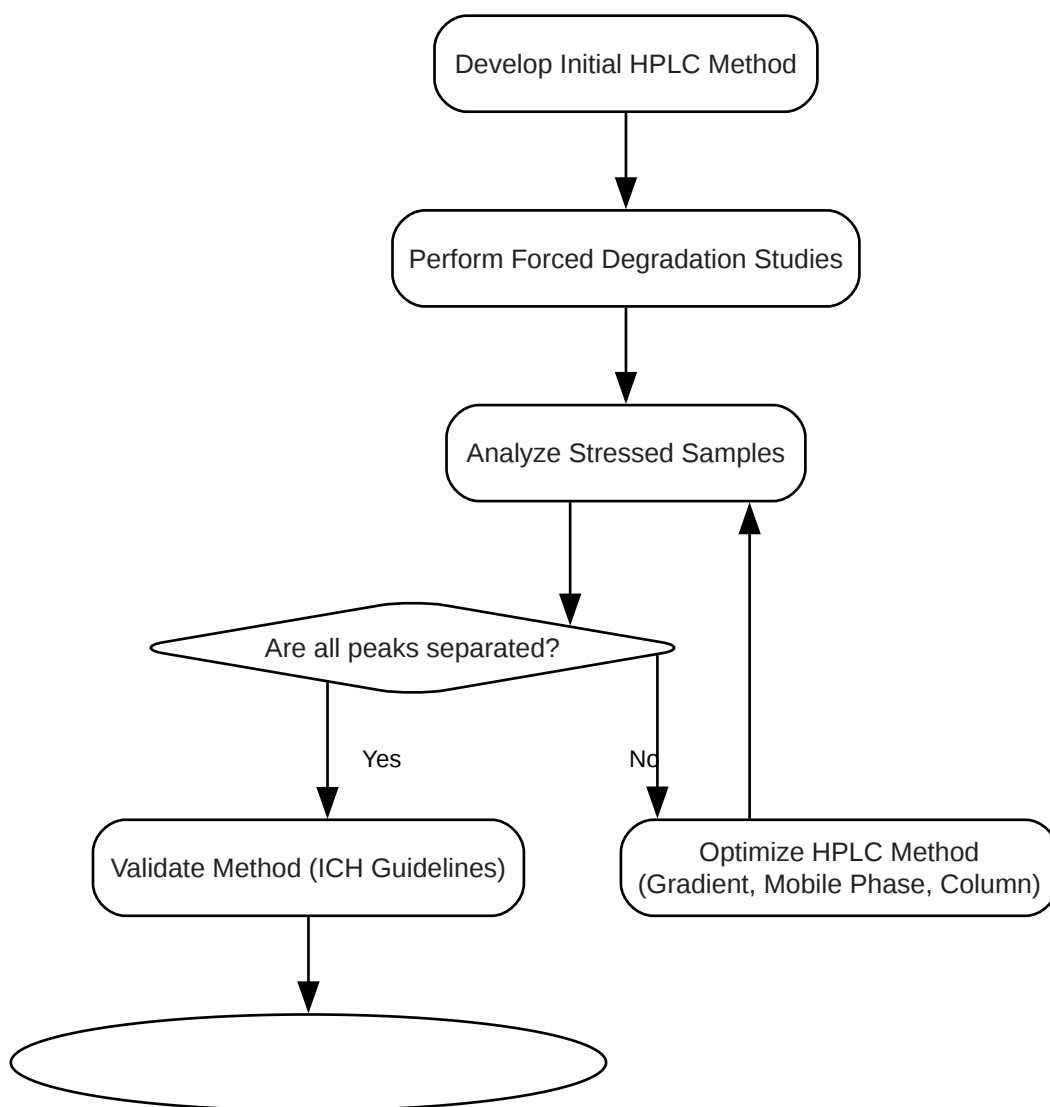 Develop Initial HPLC Method
Perform Forced Degradation Studies
Analyze Stressed Samples
Are all peaks separated?
Yes
No
Validate Method (ICH Guidelines)
Optimize HPLC Method
(Gradient, Mobile Phase, Column)